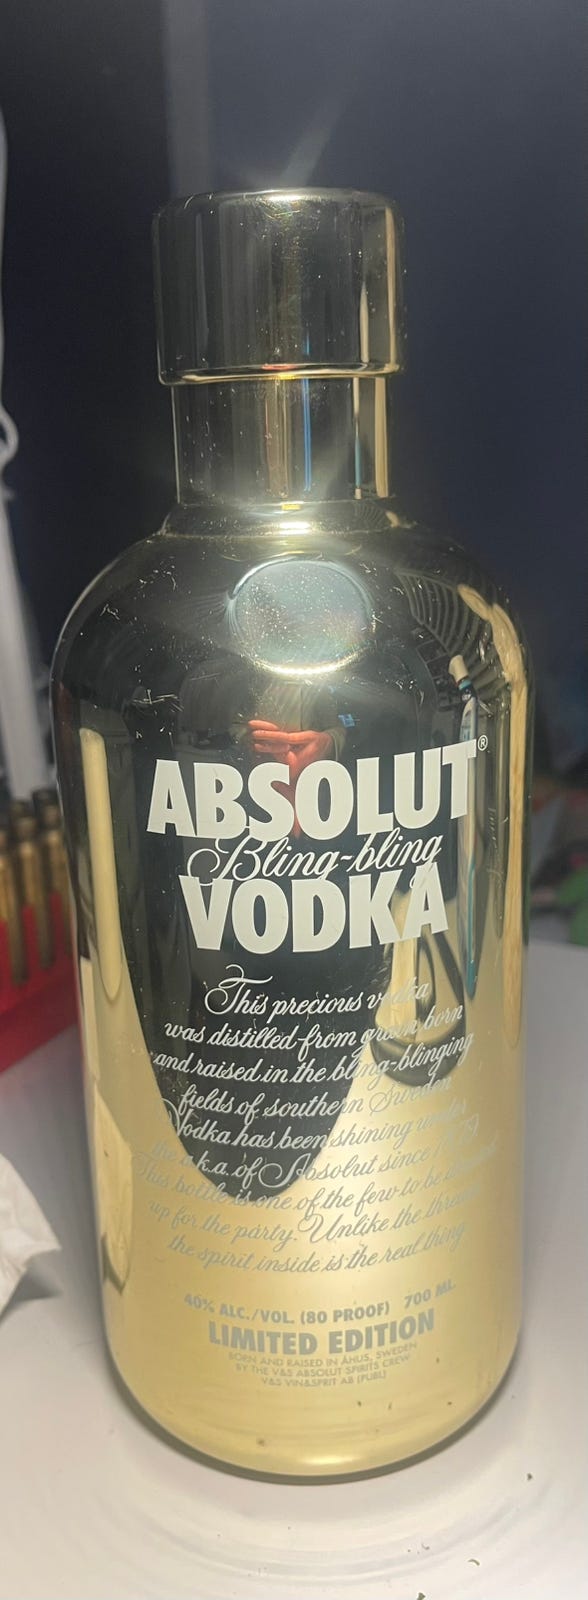 ABSOLUT®
Bling-bling
VODKA
This precious vodka
was distilled from grain born
and raised in the bling-blinging
fields of southern Sweden
Vodka has been shining under
the a.k.a. of Absolut since 1879
This bottle is one of the few to be dressed
up for the party. Unlike the threads
the spirit inside is the real thing.
40% ALC./VOL. (80 PROOF) 700 ML.
LIMITED EDITION
BORN AND RAISED IN ÅHUS, SWEDEN
BY THE V&S ABSOLUT SPIRITS CREW
V&S VIN&SPRIT AB (PUBL)